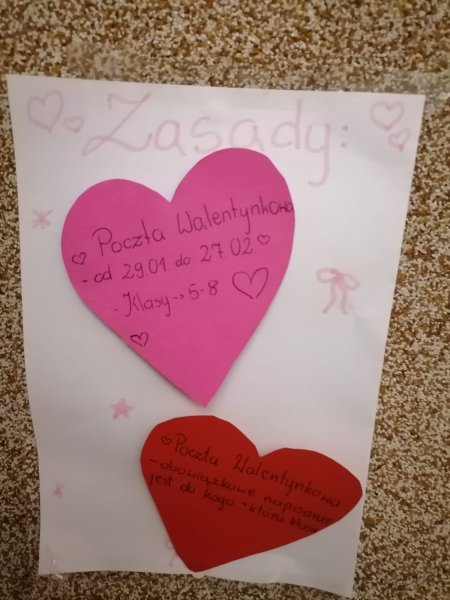 Zasady:
Poczta Walentynkowa
- od 29.01 do 27.02
- Klasy → 5-8
Poczta Walentynkowa
- obowiązkowe napisanie
jest do kogo + która klasa